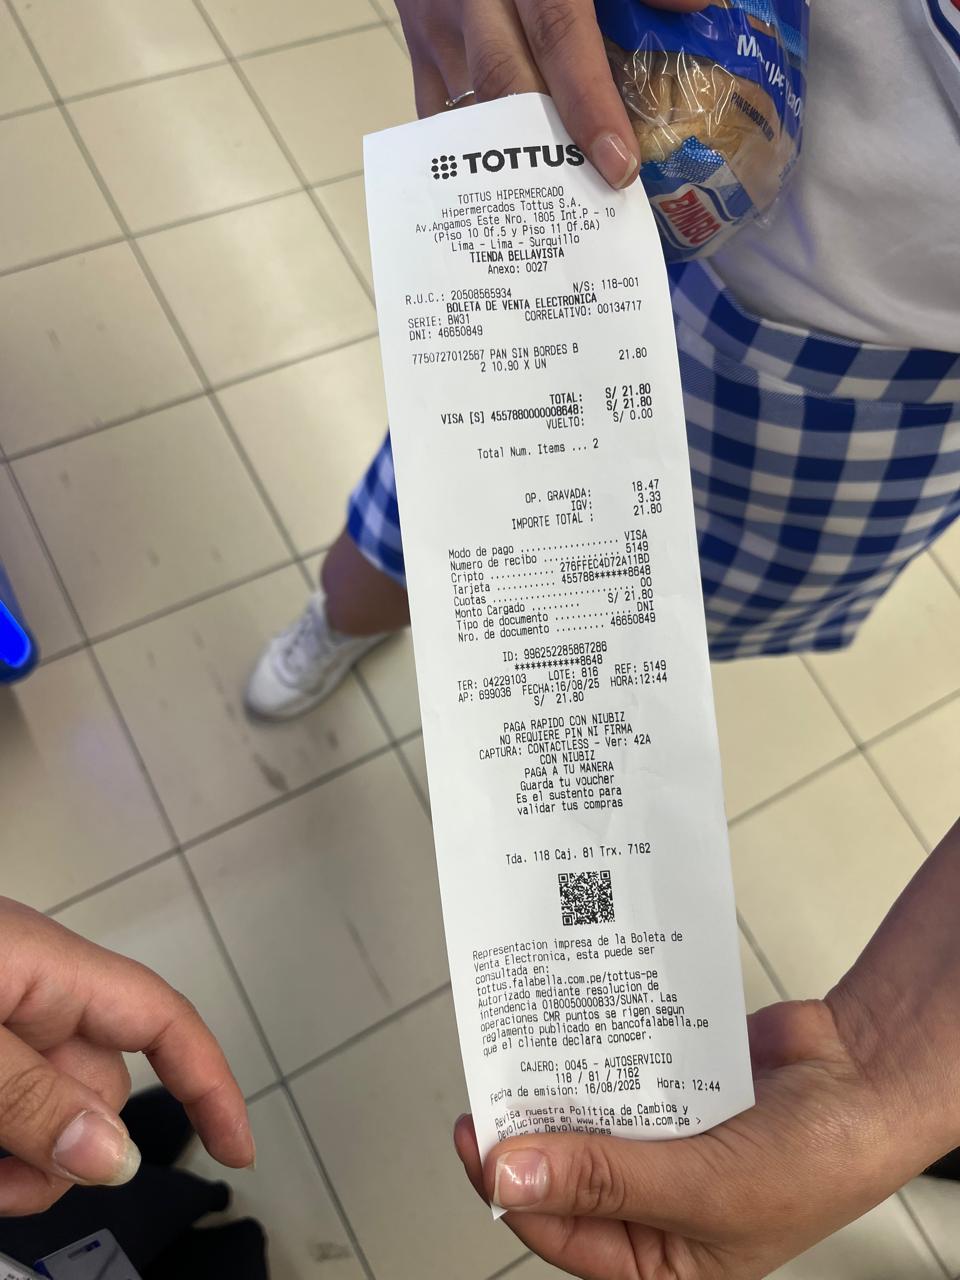 TOTTUS
TOTTUS HIPERMERCADO
Hipermercados Tottus S.A.
Av.Angamos Este Nro. 1805 Int.P - 10
(Piso 10 Of.5 y Piso 11 Of.6A)
Lima - Lima - Surquillo
TIENDA BELLAVISTA
Anexo: 0027
R.U.C.: 20508565934 N/S: 118-001
BOLETA DE VENTA ELECTRONICA
SERIE: BW31 CORRELATIVO: 00134717
DNI: 46650849
7750727012567 PAN SIN BORDES B 21.80
2 10.90 X UN
TOTAL: S/ 21.80
VISA [S] 4557880000008648: S/ 21.80
VUELTO: S/ 0.00
Total Num. Items ... 2
OP. GRAVADA: 18.47
IGV: 3.33
IMPORTE TOTAL : 21.80
Modo de pago ................. VISA
Numero de recibo ............. 5149
Cripto ........... 276FFEC4D72A11BD
Tarjeta .......... 455788******8648
Cuotas ......................... 00
Monto Cargado ......... S/ 21.80
Tipo de documento ............ DNI
Nro. de documento ......... 46650849
ID: 996252285867286
************8648
TER: 04229103 LOTE: 816 REF: 5149
AP: 699036 FECHA:16/08/25 HORA:12:44
S/ 21.80
PAGA RAPIDO CON NIUBIZ
NO REQUIERE PIN NI FIRMA
CAPTURA: CONTACTLESS - Ver: 42A
CON NIUBIZ
PAGA A TU MANERA
Guarda tu voucher
Es el sustento para
validar tus compras
Tda. 118 Caj. 81 Trx. 7162
Representacion impresa de la Boleta de
Venta Electronica, esta puede ser
consultada en:
tottus.falabella.com.pe/tottus-pe
Autorizado mediante resolucion de
intendencia 0180050000833/SUNAT. Las
operaciones CMR puntos se rigen segun
reglamento publicado en bancofalabella.pe
que el cliente declara conocer.
CAJERO: 0045 - AUTOSERVICIO
118 / 81 / 7162
Fecha de emision: 16/08/2025 Hora: 12:44
Revisa nuestra Política de Cambios y
Devoluciones en www.falabella.com.pe >
y Devoluciones
BIMBO